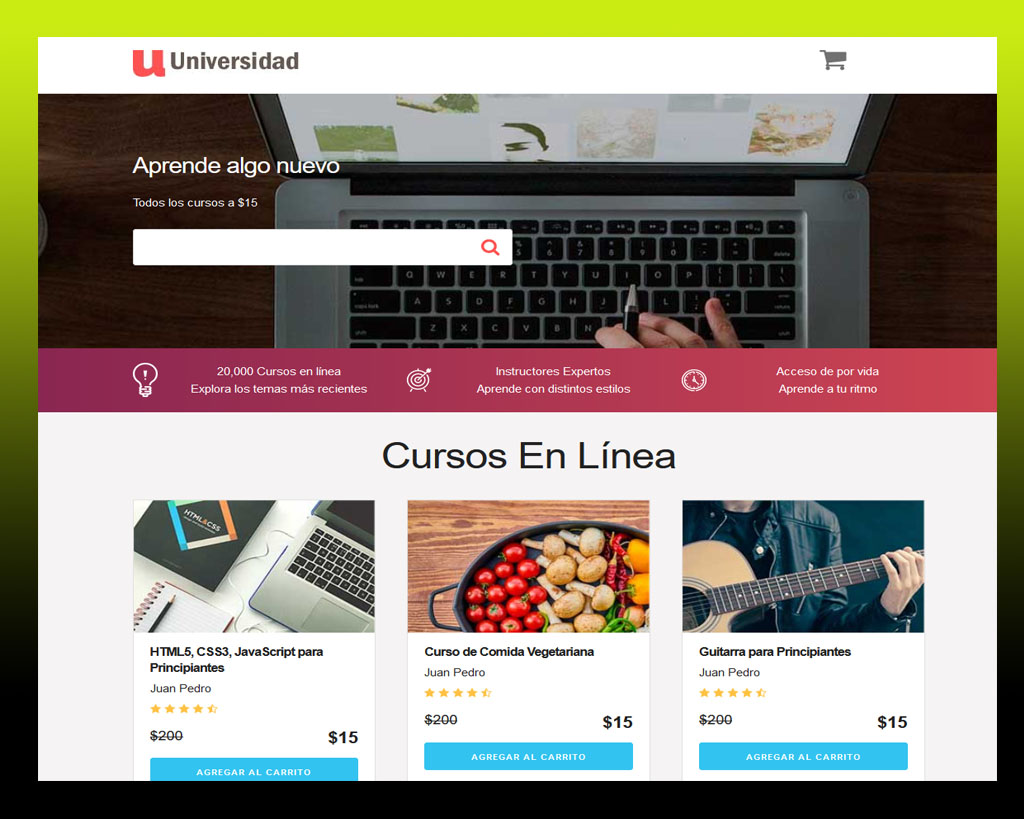 Universidad
Aprende algo nuevo
Todos los cursos a $15
20,000 Cursos en línea
Explora los temas más recientes
Instructores Expertos
Aprende con distintos estilos
Acceso de por vida
Aprende a tu ritmo
Cursos En Línea
HTML&CSS
HTML5, CSS3, JavaScript para
Principiantes
Juan Pedro
$200
$15
AGREGAR AL CARRITO
Curso de Comida Vegetariana
Juan Pedro
$200
$15
AGREGAR AL CARRITO
Guitarra para Principiantes
Juan Pedro
$200
$15
AGREGAR AL CARRITO